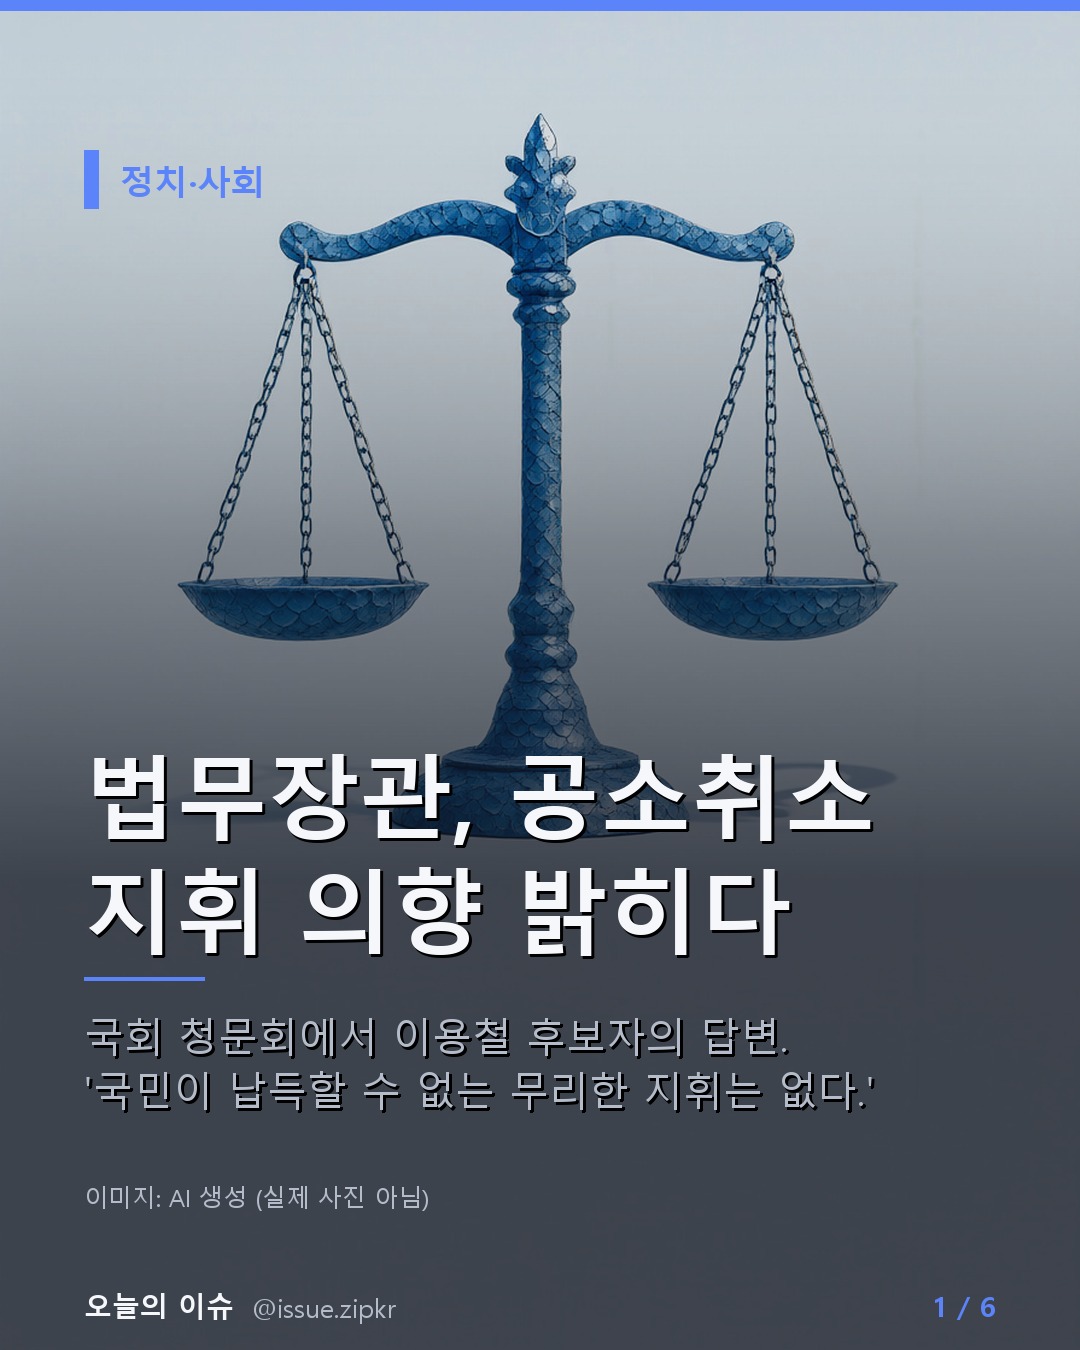 정치·사회
법무장관, 공소취소
지휘 의향 밝히다
국회 청문회에서 이용철 후보자의 답변.
'국민이 납득할 수 없는 무리한 지휘는 없다.'
이미지: AI 생성 (실제 사진 아님)
오늘의 이슈 @issue.zipkr
1 / 6